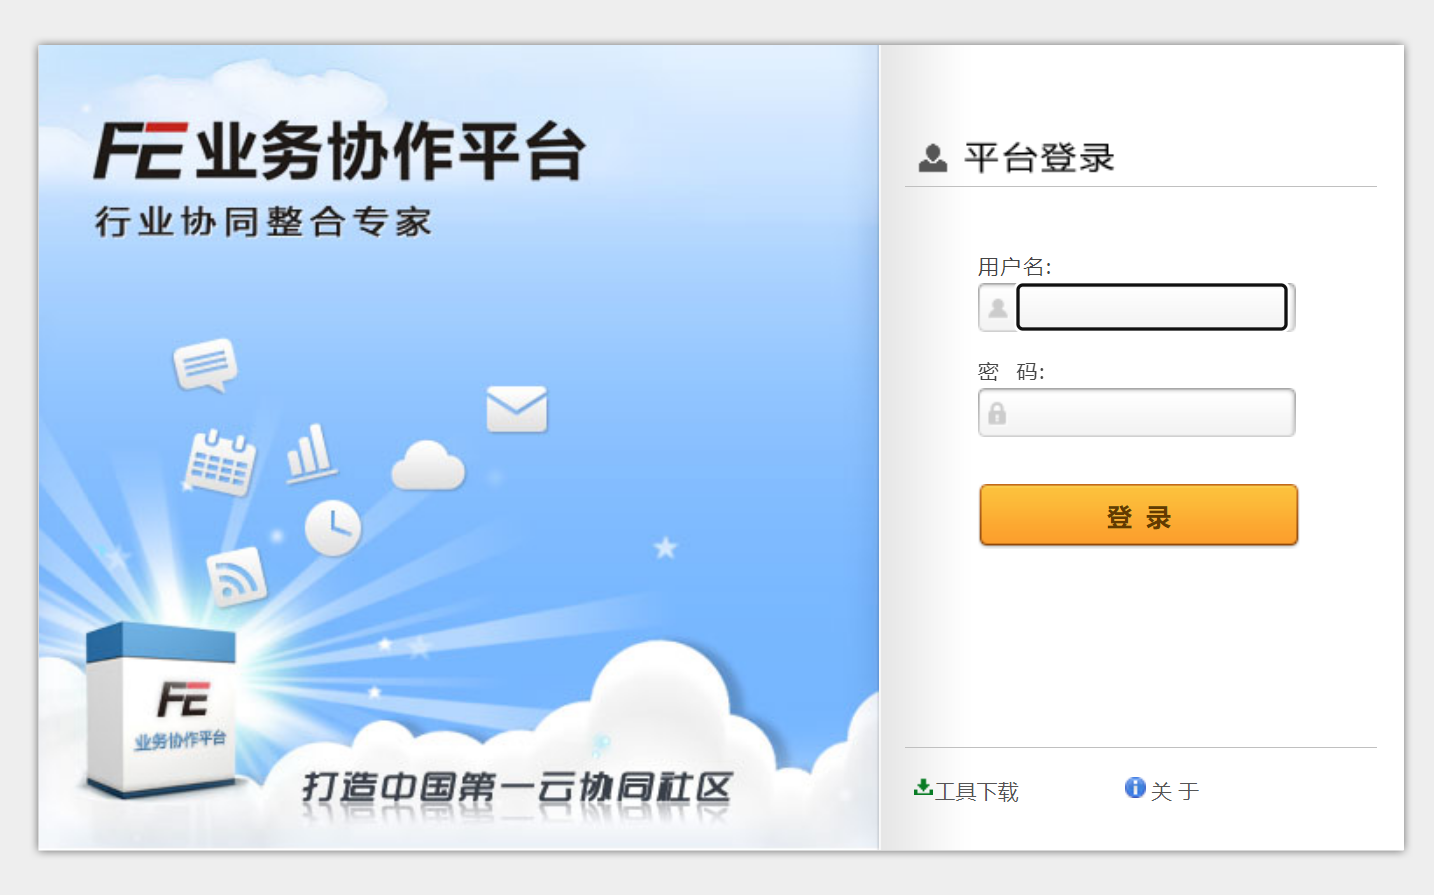 FE业务协作平台
行业协同整合专家
FE
业务协作平台
打造中国第一云协同社区
平台登录
用户名:
密 码:
登 录
工具下载
关 于